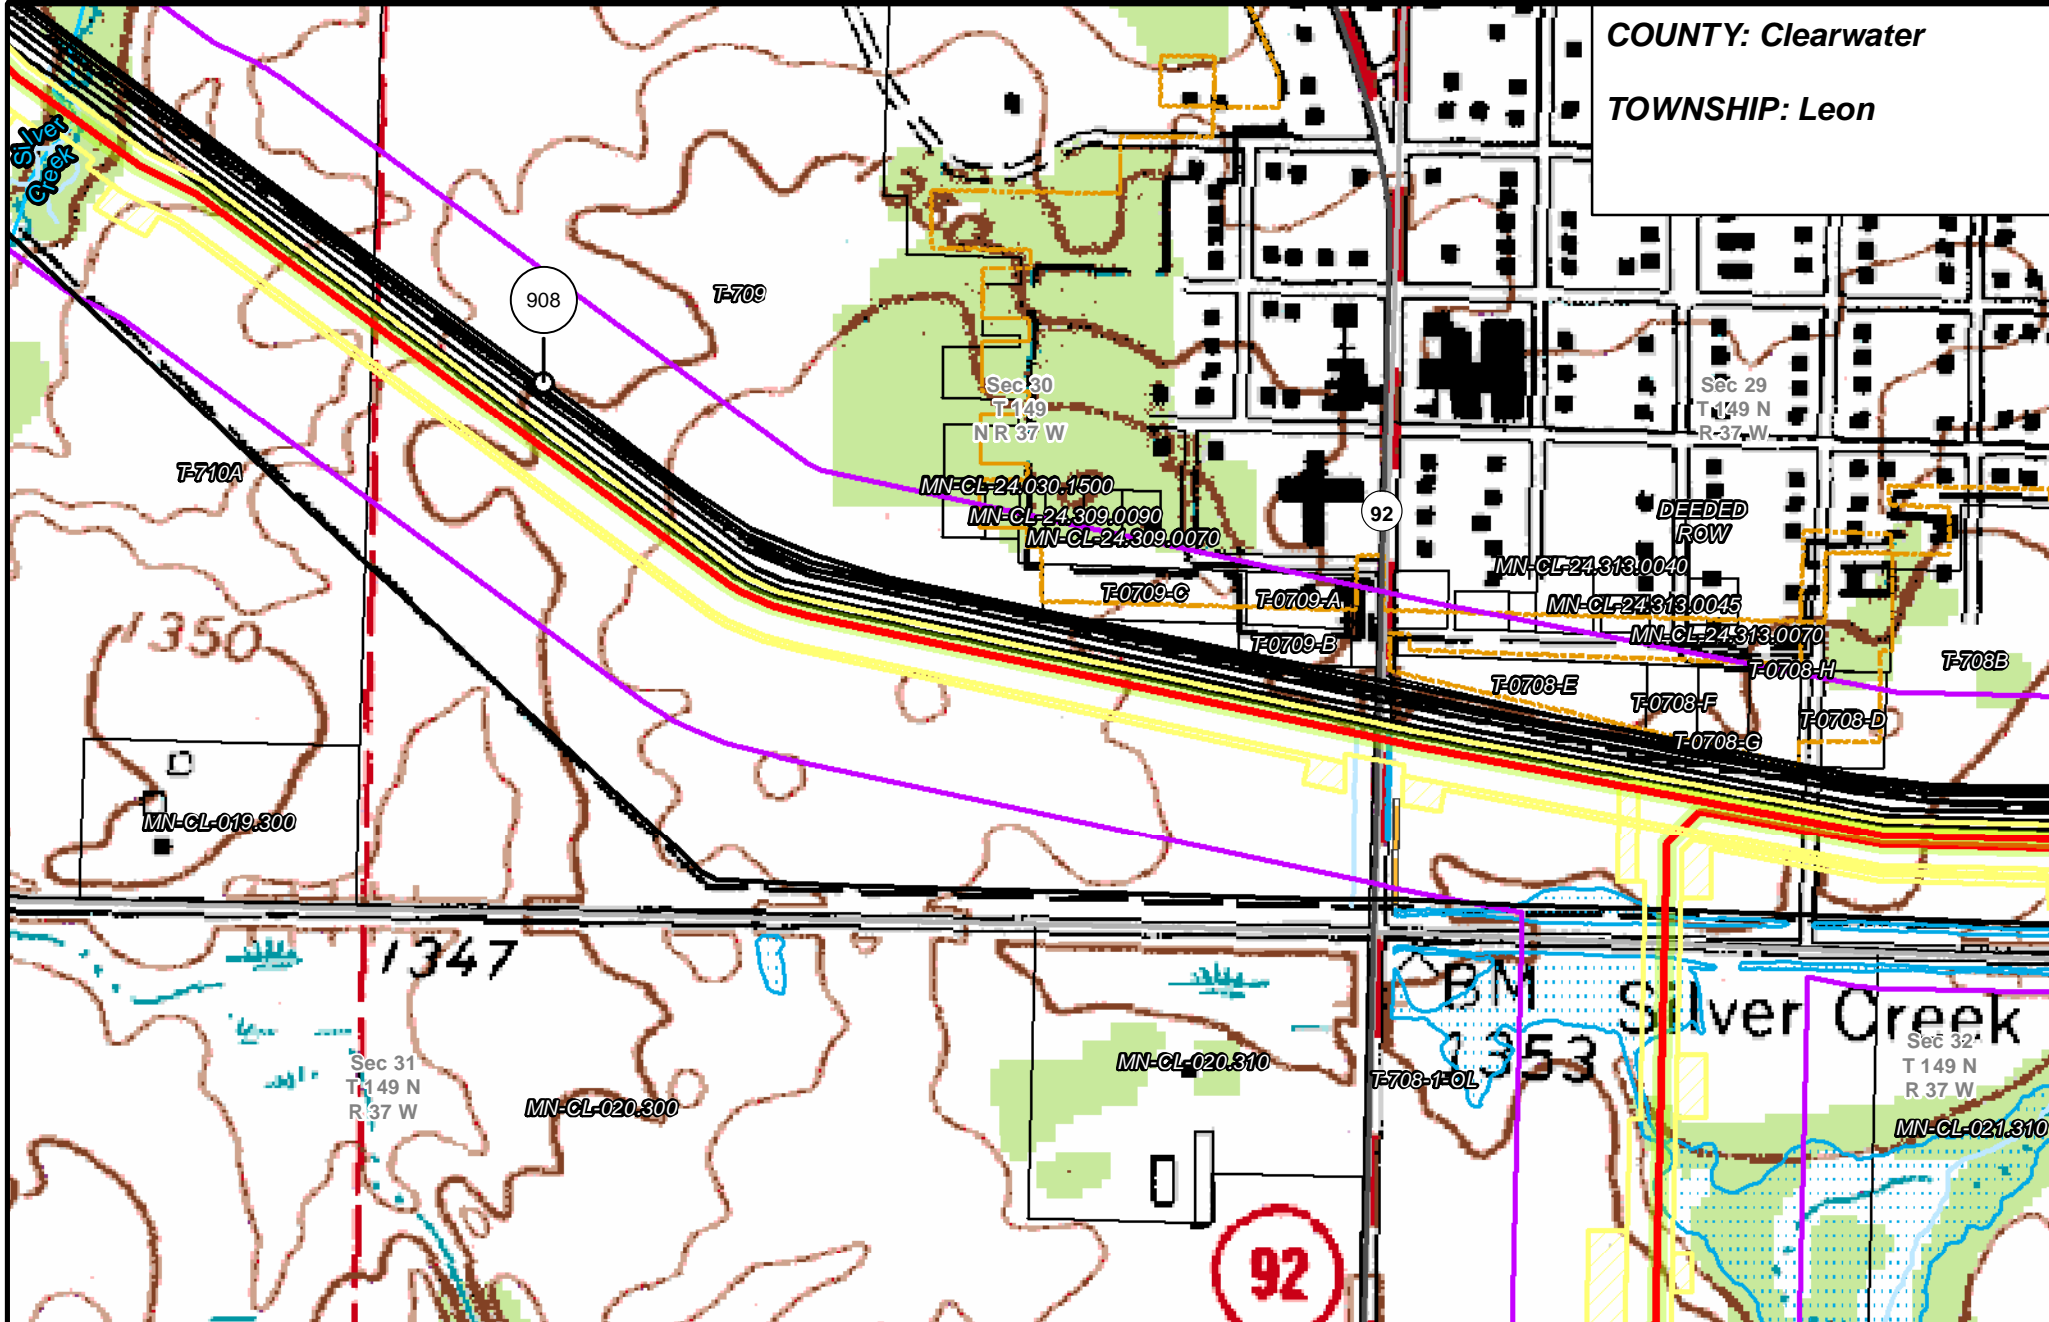 COUNTY: Clearwater
TOWNSHIP: Leon
Silver
Creek
908
T-709
Sec 30
T 149
N R 37 W
Sec 29
T 149 N
R 37 W
T-710A
MN-CL-24.030.1500
MN-CL-24.309.0090
MN-CL-24.309.0070
92
DEEDED
ROW
MN-CL-24.313.0040
MN-CL-24.313.0045
MN-CL-24.313.0070
T-0709-C
T-0709-A
T-0709-B
T-0708-H
T-708B
T-0708-E
T-0708-F
T-0708-D
T-0708-G
1350
MN-CL-019.300
1347
BM
1353
Silver Creek
Sec 31
T 149 N
R 37 W
Sec 32
T 149 N
R 37 W
MN-CL-020.310
T-708-1-OL
MN-CL-020.300
MN-CL-021.310
92